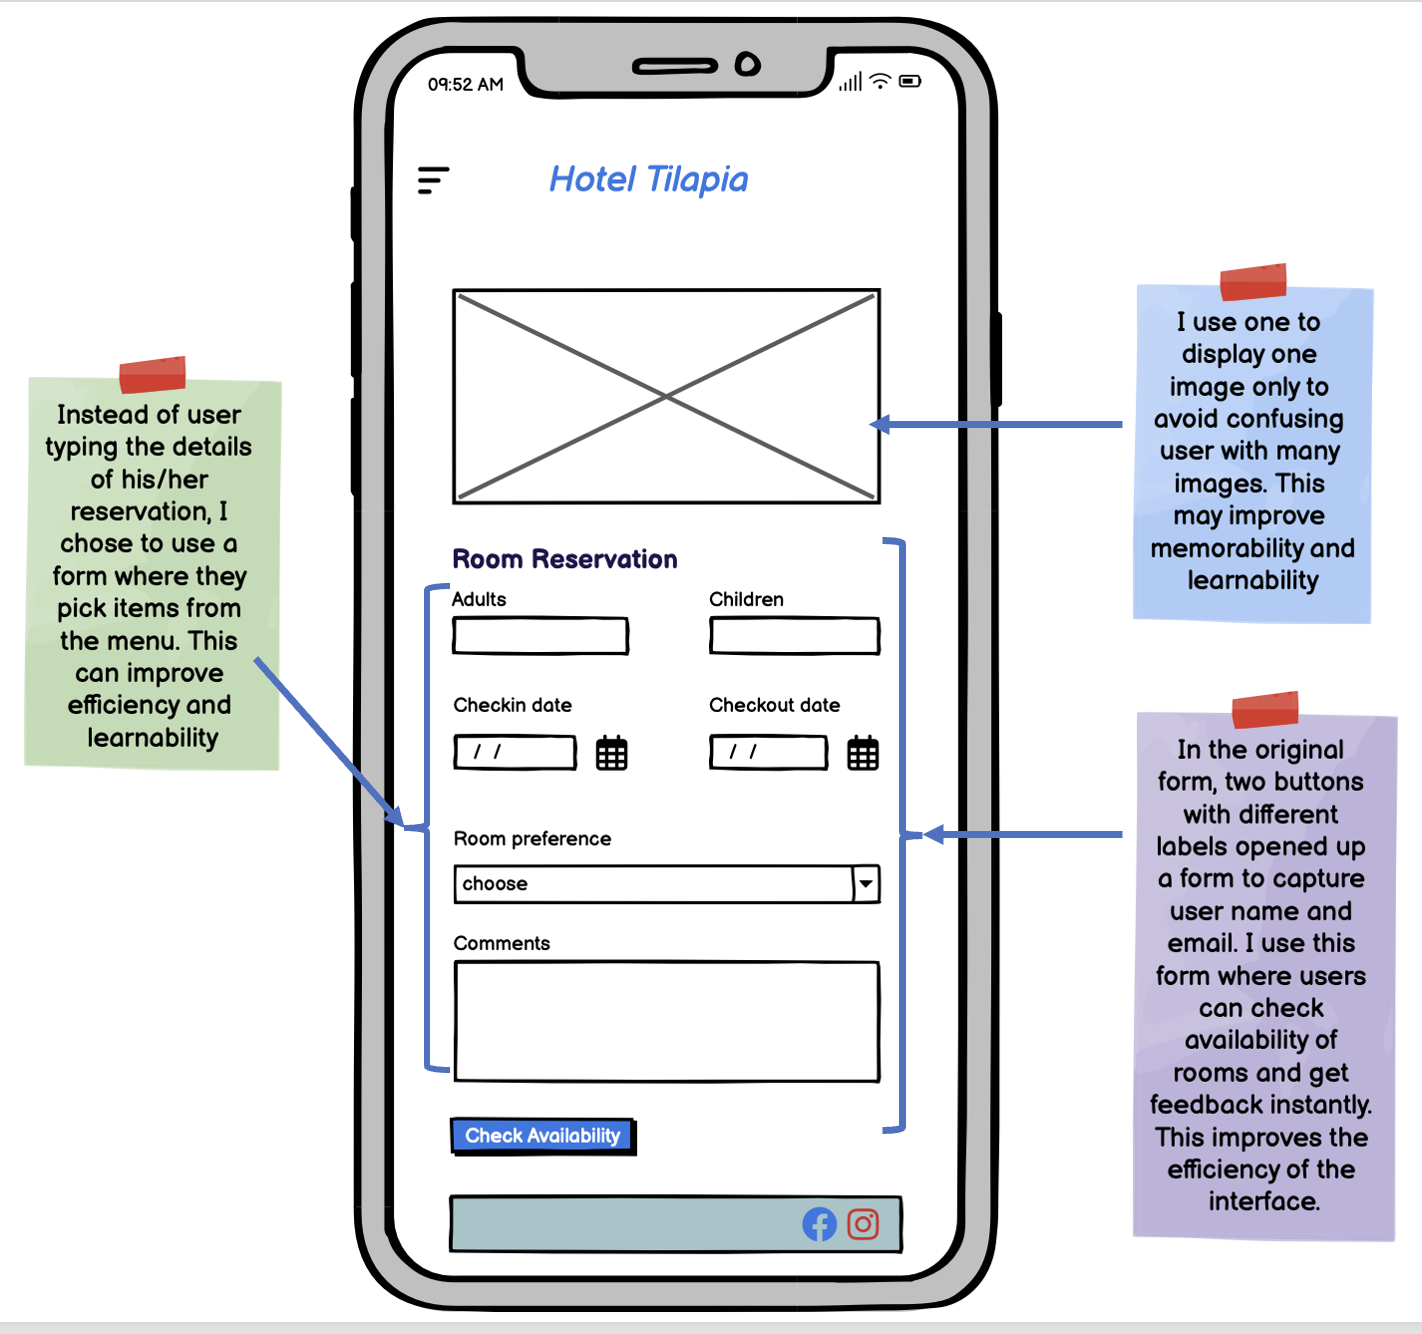 09:52 AM
Hotel Tilapia
Instead of user
typing the details
of his/her
reservation, I
chose to use a
form where they
pick items from
the menu. This
can improve
efficiency and
learnability
I use one to
display one
image only to
avoid confusing
user with many
images. This
may improve
memorability and
learnability
Room Reservation
Adults
Children
Checkin date
Checkout date
/ /
/ /
Room preference
choose
Comments
Check Availability
In the original
form, two buttons
with different
labels opened up
a form to capture
user name and
email. I use this
form where users
can check
availability of
rooms and get
feedback instantly.
This improves the
efficiency of the
interface.